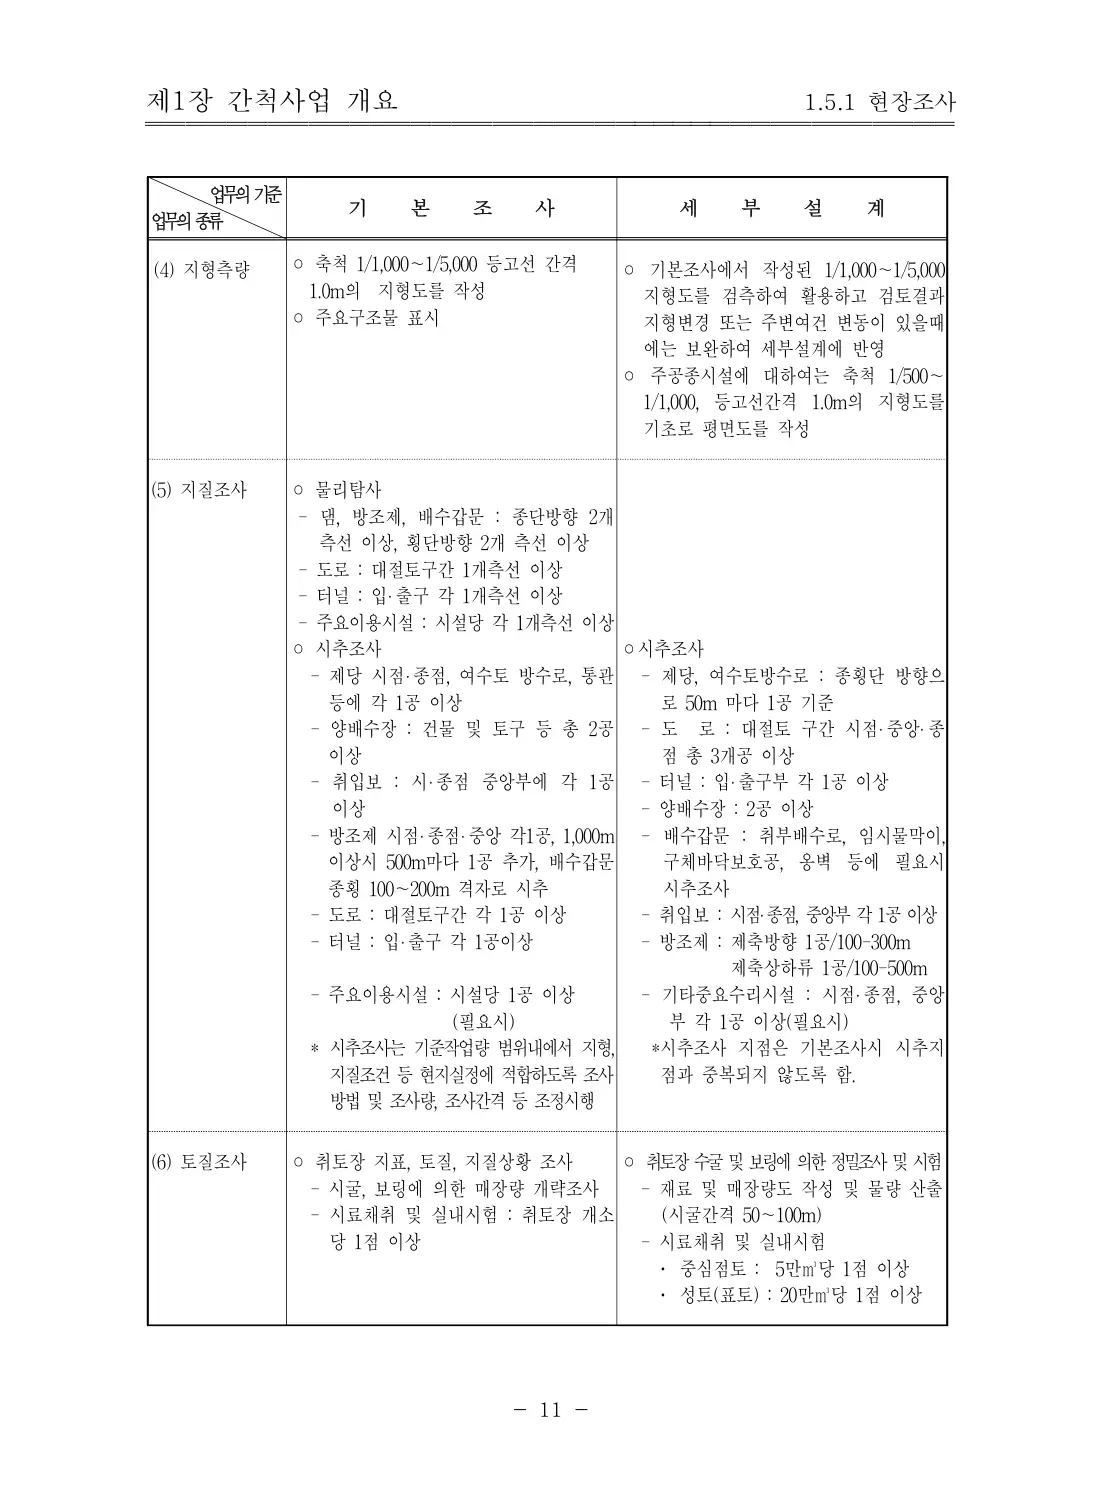 제1장 간척사업 개요
1.5.1 현장조사
업무의 기준
업무의 종류
기 본 조 사
세 부 설 계
(4) 지형측량
○ 축척 1/1,000~1/5,000 등고선 간격
1.0m의 지형도를 작성
○ 주요구조물 표시
○ 기본조사에서 작성된 1/1,000~1/5,000
지형도를 검측하여 활용하고 검토결과
지형변경 또는 주변여건 변동이 있을때
에는 보완하여 세부설계에 반영
○ 주공종시설에 대하여는 축척 1/500~
1/1,000, 등고선간격 1.0m의 지형도를
기초로 평면도를 작성
(5) 지질조사
○ 물리탐사
- 댐, 방조제, 배수갑문 : 종단방향 2개
측선 이상, 횡단방향 2개 측선 이상
- 도로 : 대절토구간 1개측선 이상
- 터널 : 입·출구 각 1개측선 이상
- 주요이용시설 : 시설당 각 1개측선 이상
○ 시추조사
- 제당 시점·종점, 여수토 방수로, 통관
등에 각 1공 이상
- 양배수장 : 건물 및 토구 등 총 2공
이상
- 취입보 : 시·종점 중앙부에 각 1공
이상
- 방조제 시점·종점·중앙 각1공, 1,000m
이상시 500m마다 1공 추가, 배수갑문
종횡 100~200m 격자로 시추
- 도로 : 대절토구간 각 1공 이상
- 터널 : 입·출구 각 1공이상
- 주요이용시설 : 시설당 1공 이상
(필요시)
* 시추조사는 기준작업량 범위내에서 지형,
지질조건 등 현지실정에 적합하도록 조사
방법 및 조사량, 조사간격 등 조정시행
○시추조사
- 제당, 여수토방수로 : 종횡단 방향으
로 50m 마다 1공 기준
- 도 로 : 대절토 구간 시점·중앙·종
점 총 3개공 이상
- 터널 : 입·출구부 각 1공 이상
- 양배수장 : 2공 이상
- 배수갑문 : 취부배수로, 임시물막이,
구체바닥보호공, 옹벽 등에 필요시
시추조사
- 취입보 : 시점·종점, 중앙부 각 1공 이상
- 방조제 : 제축방향 1공/100-300m
제축상하류 1공/100-500m
- 기타중요수리시설 : 시점·종점, 중앙
부 각 1공 이상(필요시)
*시추조사 지점은 기본조사시 시추지
점과 중복되지 않도록 함.
(6) 토질조사
○ 취토장 지표, 토질, 지질상황 조사
- 시굴, 보링에 의한 매장량 개략조사
- 시료채취 및 실내시험 : 취토장 개소
당 1점 이상
○ 취토장 수굴 및 보링에 의한 정밀조사 및 시험
- 재료 및 매장량도 작성 및 물량 산출
(시굴간격 50~100m)
- 시료채취 및 실내시험
· 중심점토 : 5만㎥당 1점 이상
· 성토(표토) : 20만㎥당 1점 이상
- 11 -